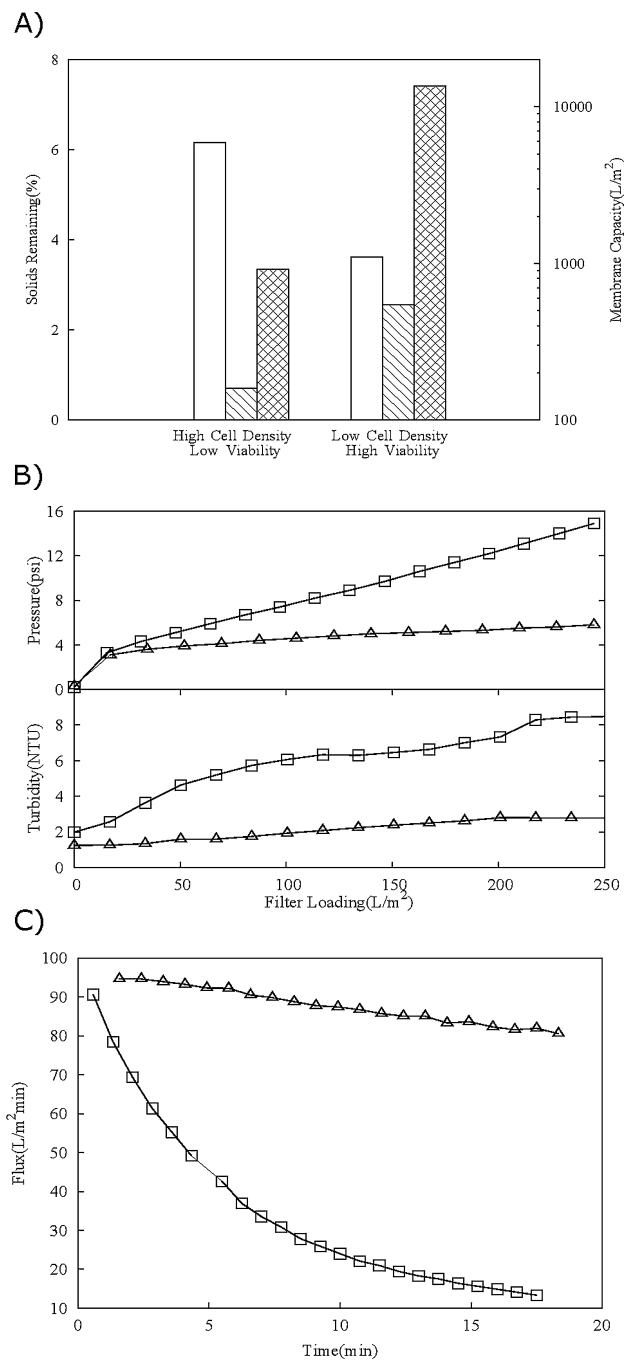 A)
8
6
4
2
0
Solids Remaining(%)
10000
1000
100
Membrane Capacity(L/m²)
High Cell Density
Low Viability
Low Cell Density
High Viability
B)
16
12
8
4
0
Pressure(psi)
8
6
4
2
0
Turbidity(NTU)
0 50 100 150 200 250
Filter Loading(L/m²)
C)
100
90
80
70
60
50
40
30
20
10
Flux(L/m²min)
0 5 10 15 20
Time(min)